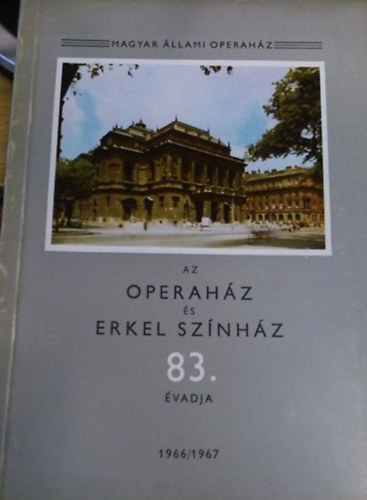 MAGYAR ÁLLAMI OPERAHÁZ
AZ
OPERAHÁZ
ÉS
ERKEL SZÍNHÁZ
83.
ÉVADJA
1966/1967